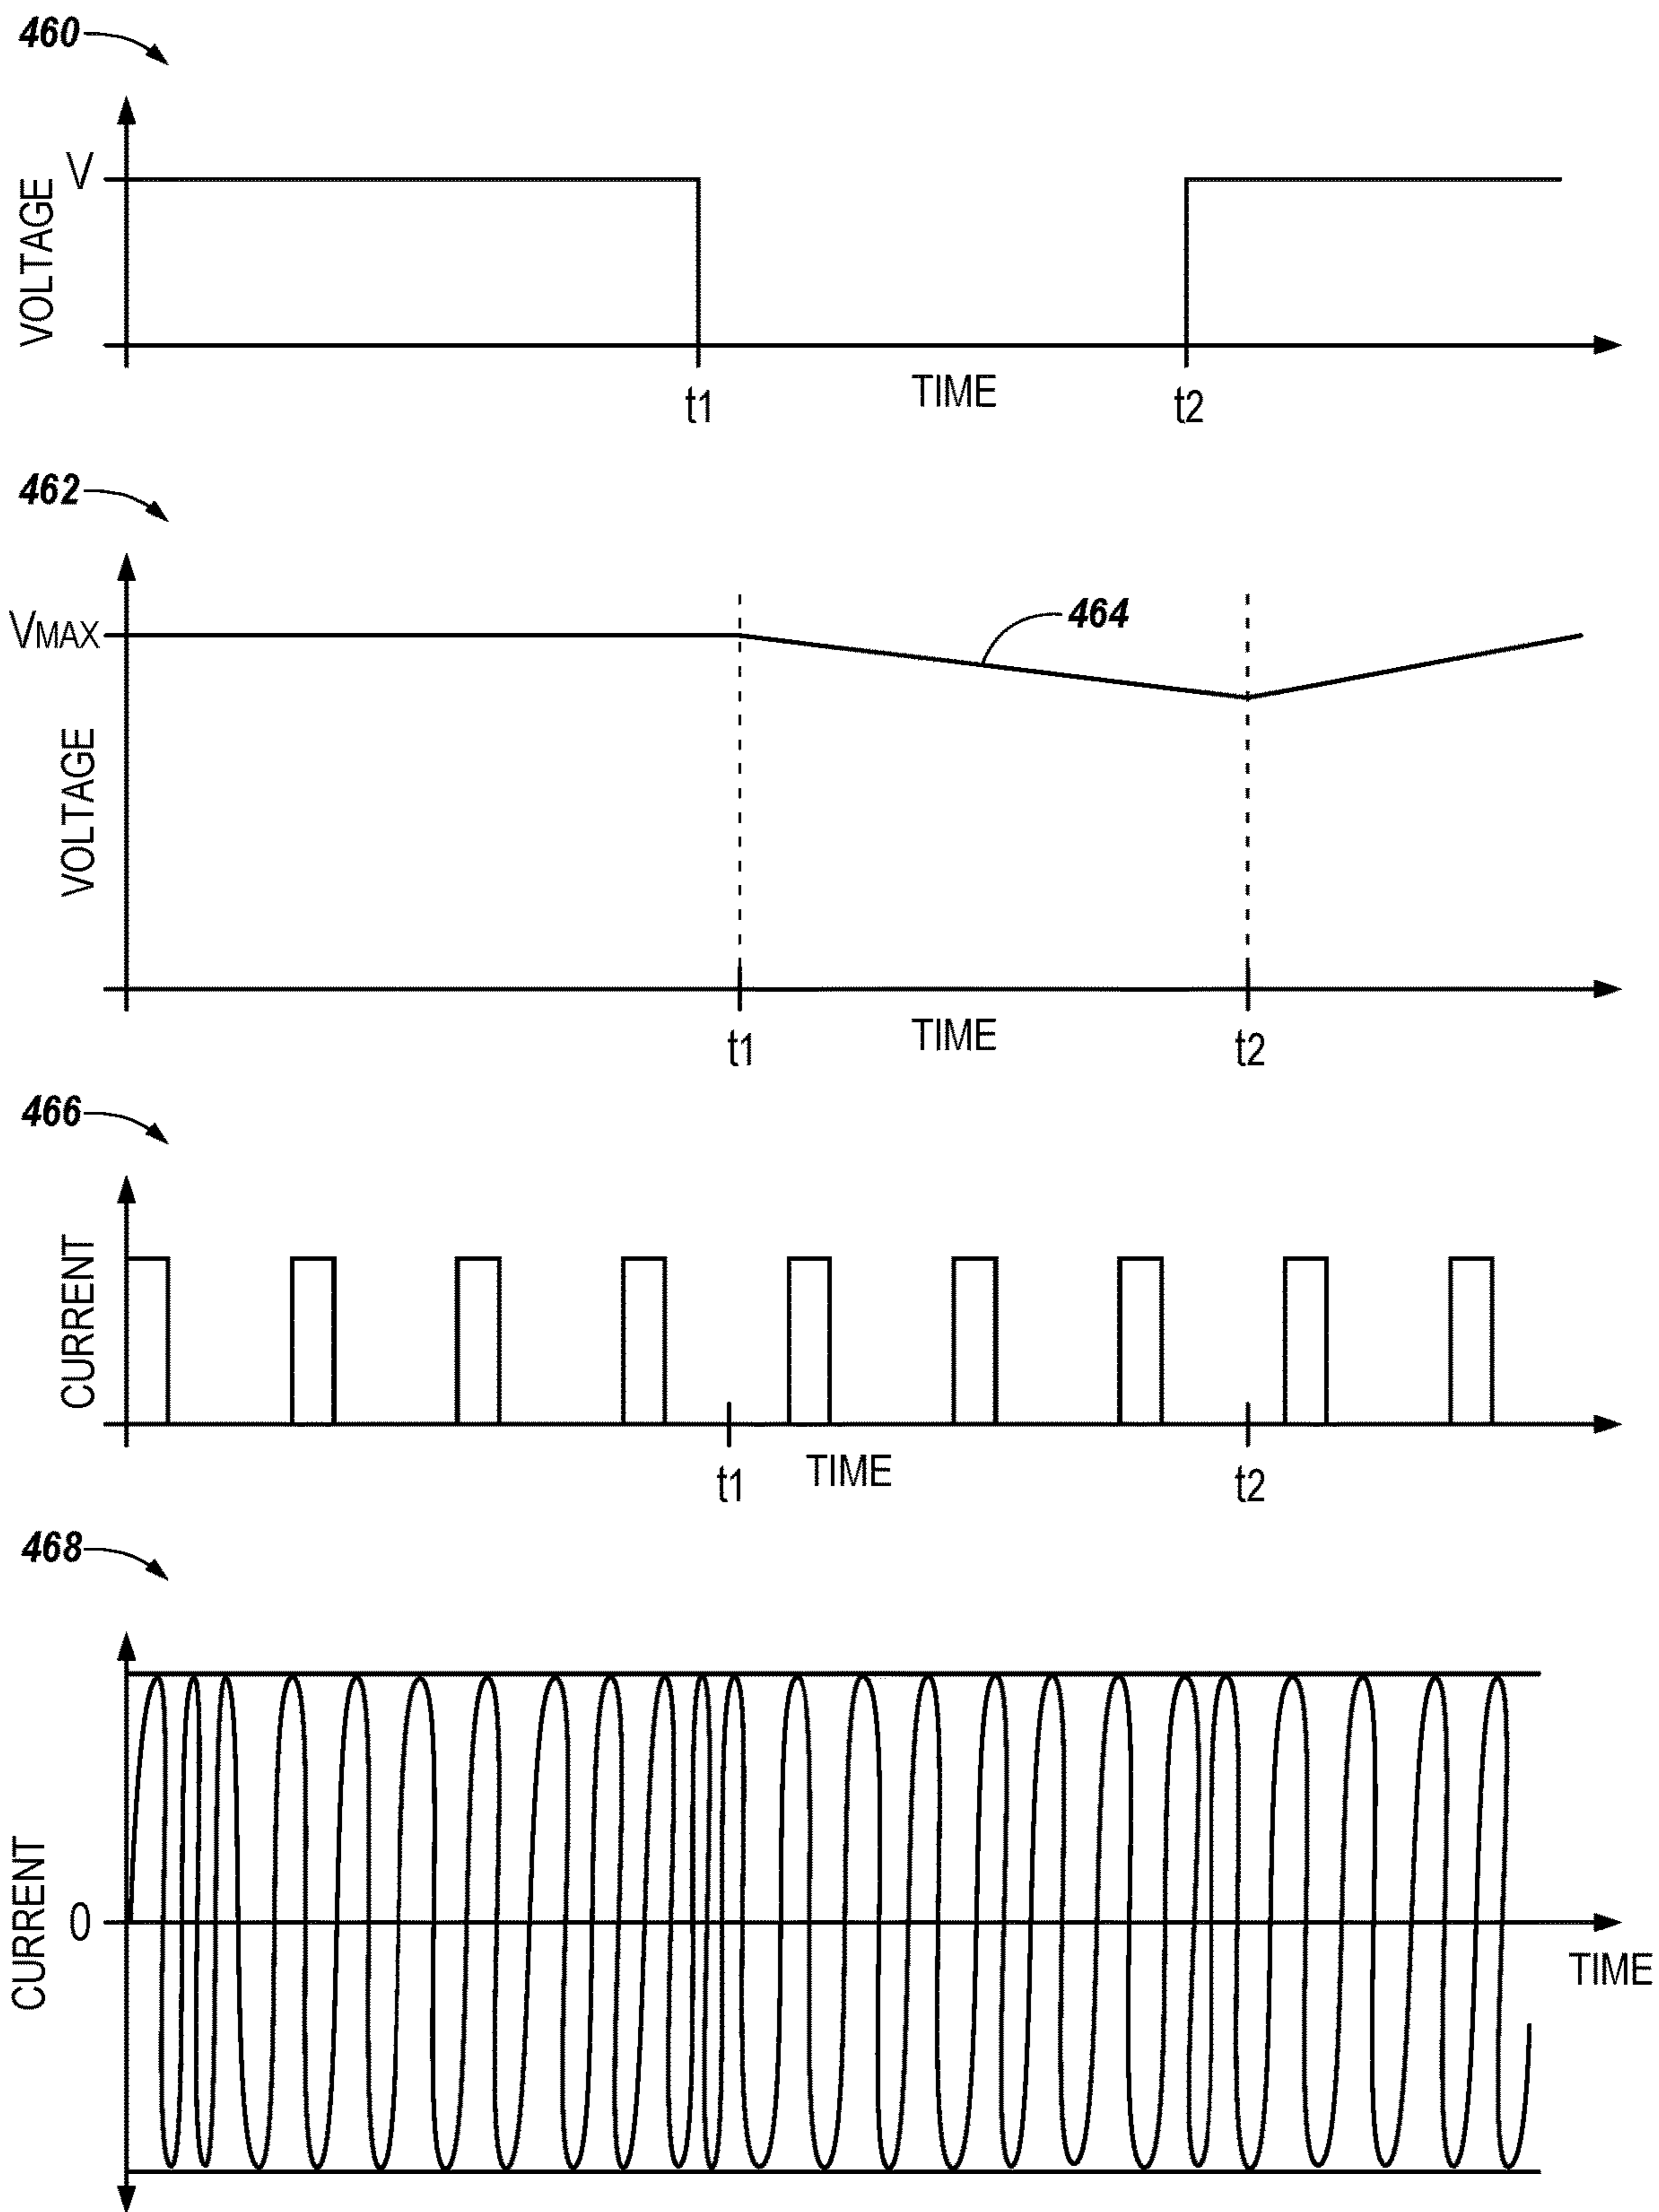 460
V
VOLTAGE
t1
TIME
t2
462
VMAX
464
VOLTAGE
t1
TIME
t2
466
CURRENT
t1
TIME
t2
468
CURRENT
0
TIME